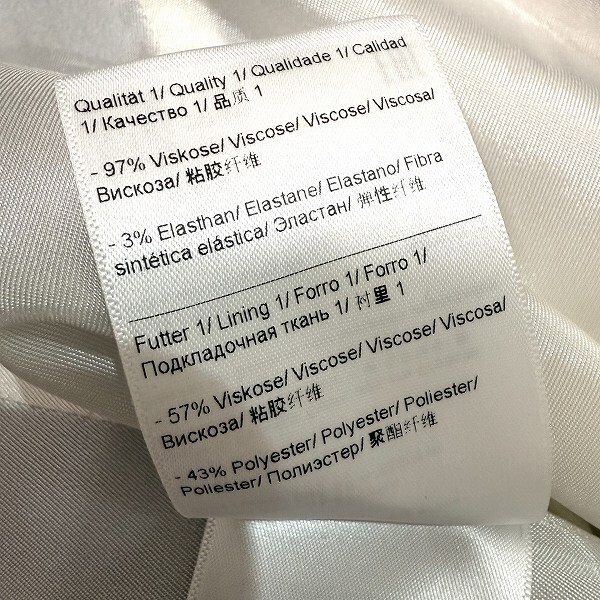 Qualität 1/ Quality 1/ Qualidade 1/ Calidad
1/ Качество 1/ 品质 1
- 97% Viskose/ Viscose/ Viscose/ Viscosa/
Вискоза/ 粘胶纤维
- 3% Elasthan/ Elastane/ Elastano/ Fibra
sintética elástica/ Эластан/ 弹性纤维
Futter 1/ Lining 1/ Forro 1/ Forro 1/
Подкладочная ткань 1/ 衬里 1
- 57% Viskose/ Viscose/ Viscose/ Viscosa/
Вискоза/ 粘胶纤维
- 43% Polyester/ Polyester/ Poliester/
Poliester/ Полиэстер/ 聚酯纤维